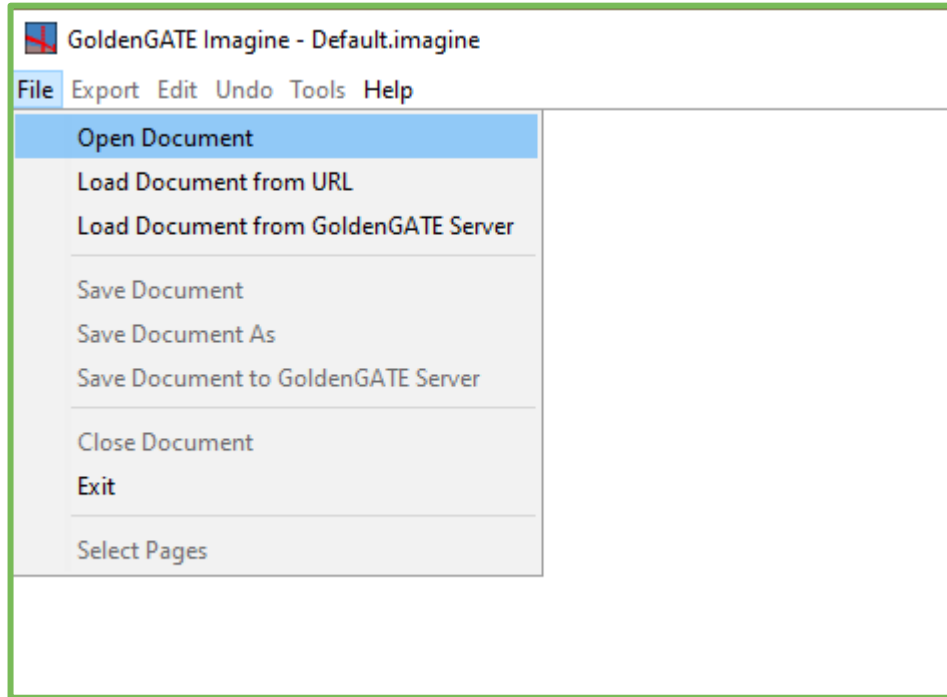 GoldenGATE Imagine - Default.imagine
File Export Edit Undo Tools Help
Open Document
Load Document from URL
Load Document from GoldenGATE Server
Save Document
Save Document As
Save Document to GoldenGATE Server
Close Document
Exit
Select Pages